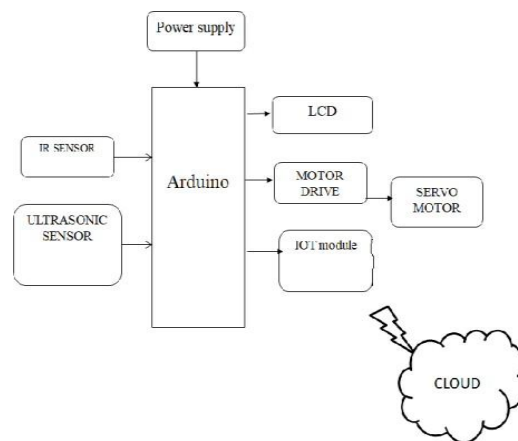 Power supply
LCD
IR SENSOR
Arduino
MOTOR
DRIVE
SERVO
MOTOR
ULTRASONIC
SENSOR
IOT module
CLOUD